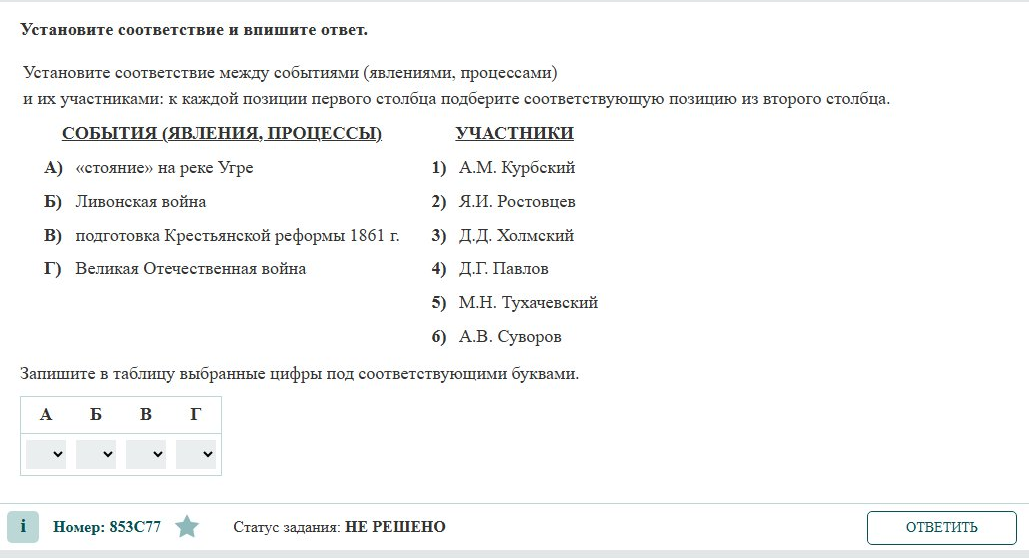 Установите соответствие и впишите ответ.
Установите соответствие между событиями (явлениями, процессами)
и их участниками: к каждой позиции первого столбца подберите соответствующую позицию из второго столбца.
СОБЫТИЯ (ЯВЛЕНИЯ, ПРОЦЕССЫ) УЧАСТНИКИ
А) «стояние» на реке Угре 1) А.М. Курбский
Б) Ливонская война 2) Я.И. Ростовцев
В) подготовка Крестьянской реформы 1861 г. 3) Д.Д. Холмский
Г) Великая Отечественная война 4) Д.Г. Павлов
5) М.Н. Тухачевский
6) А.В. Суворов
Запишите в таблицу выбранные цифры под соответствующими буквами.
А Б В Г
i Номер: 853C77 Статус задания: НЕ РЕШЕНО ОТВЕТИТЬ